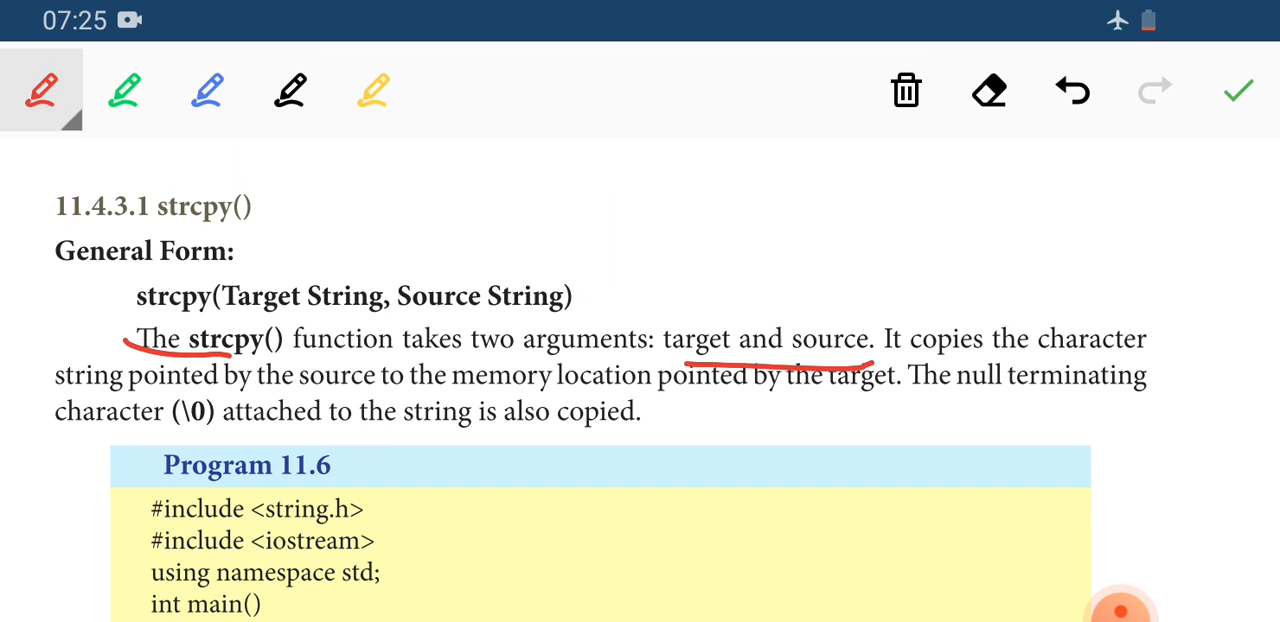 07:25
11.4.3.1 strcpy()
General Form:
strcpy(Target String, Source String)
The strcpy() function takes two arguments: target and source. It copies the character
string pointed by the source to the memory location pointed by the target. The null terminating
character (\0) attached to the string is also copied.
Program 11.6
#include <string.h>
#include <iostream>
using namespace std;
int main()